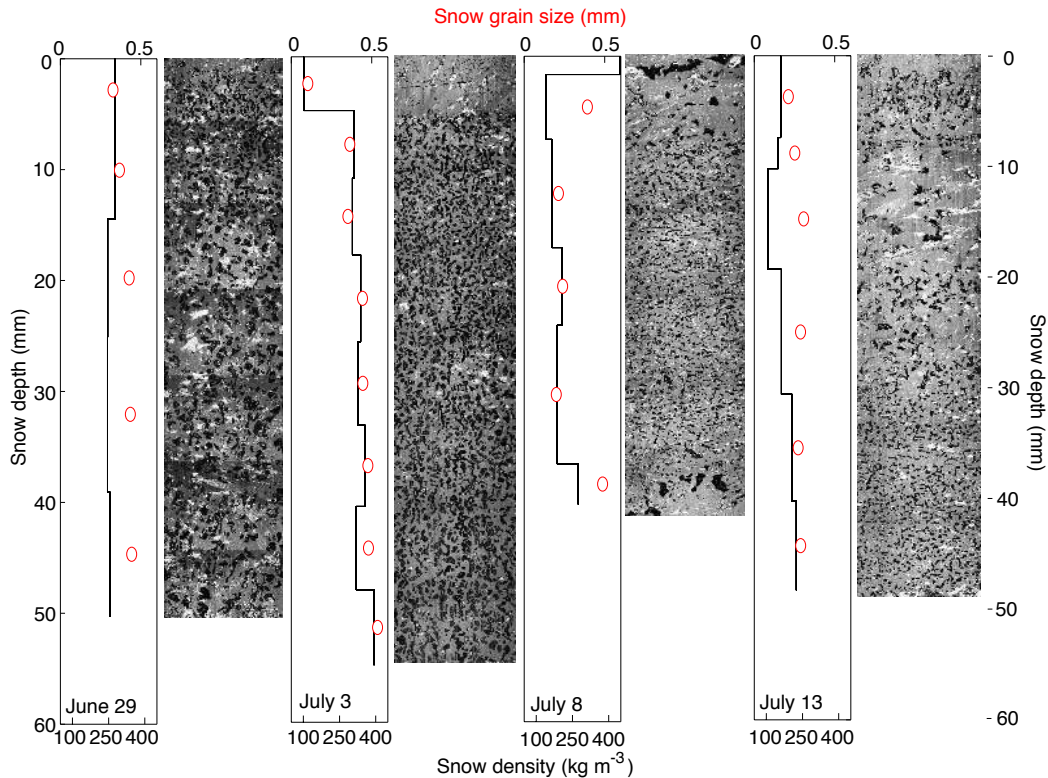 Snow grain size (mm)
0 0.5 0 0.5 0 0.5 0 0.5
0 0
10 - 10
20 - 20
30 - 30
40 - 40
50 - 50
60 - 60
Snow depth (mm)
Snow depth (mm)
June 29 July 3 July 8 July 13
100 250 400 100 250 400 100 250 400 100 250 400
Snow density (kg m-3)